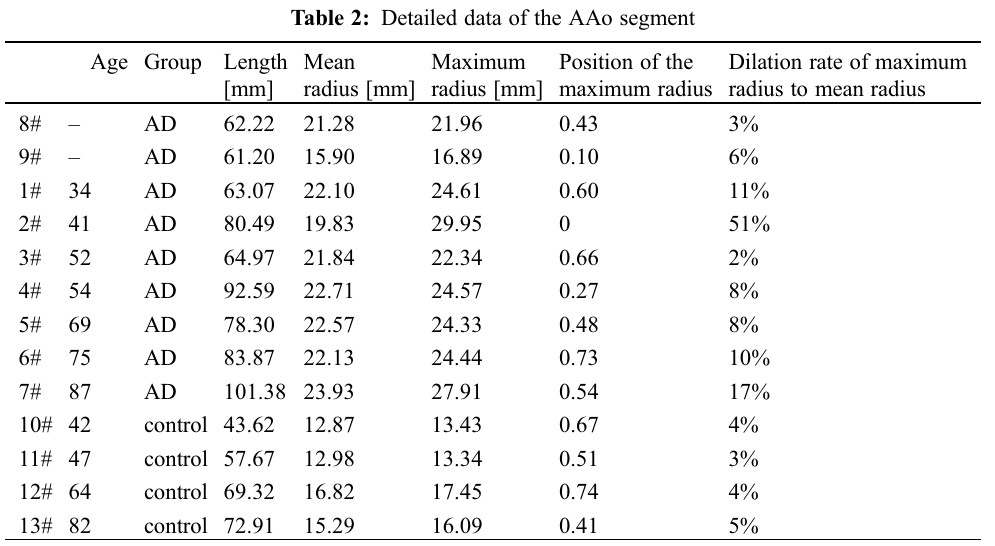 Table 2: Detailed data of the AAo segment
Age Group Length Mean Maximum Position of the Dilation rate of maximum
[mm] radius [mm] radius [mm] maximum radius radius to mean radius
8# – AD 62.22 21.28 21.96 0.43 3%
9# – AD 61.20 15.90 16.89 0.10 6%
1# 34 AD 63.07 22.10 24.61 0.60 11%
2# 41 AD 80.49 19.83 29.95 0 51%
3# 52 AD 64.97 21.84 22.34 0.66 2%
4# 54 AD 92.59 22.71 24.57 0.27 8%
5# 69 AD 78.30 22.57 24.33 0.48 8%
6# 75 AD 83.87 22.13 24.44 0.73 10%
7# 87 AD 101.38 23.93 27.91 0.54 17%
10# 42 control 43.62 12.87 13.43 0.67 4%
11# 47 control 57.67 12.98 13.34 0.51 3%
12# 64 control 69.32 16.82 17.45 0.74 4%
13# 82 control 72.91 15.29 16.09 0.41 5%